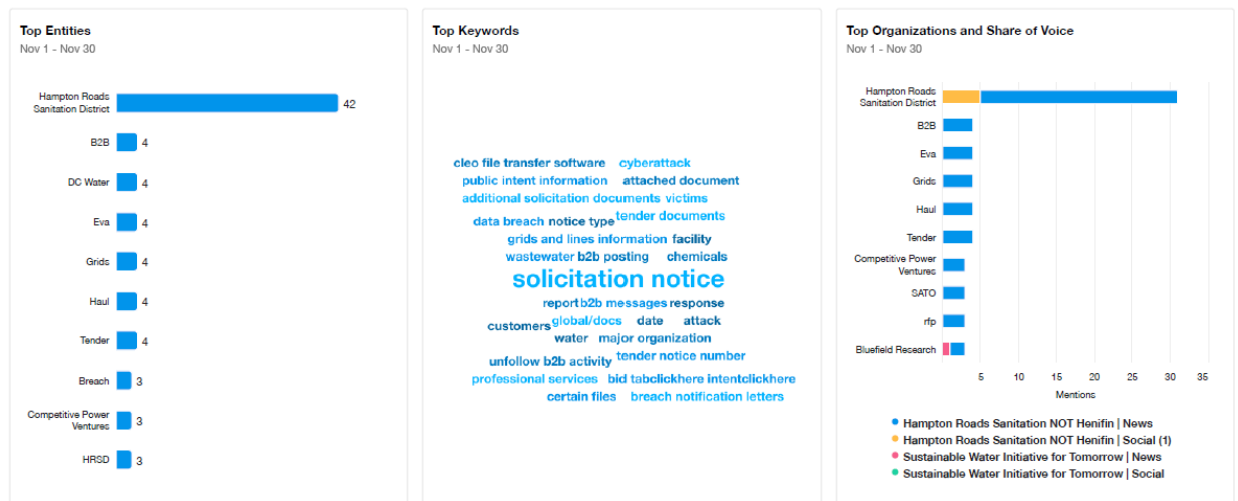 Top Entities
Nov 1 - Nov 30
Hampton Roads
Sanitation District
42
B2B
4
DC Water
4
Eva
4
Grids
4
Haul
4
Tender
4
Breach
3
Competitive Power
Ventures
3
HRSD
3
Top Keywords
Nov 1 - Nov 30
cleo file transfer software cyberattack
public intent information attached document
additional solicitation documents victims
data breach notice type tender documents
grids and lines information facility
wastewater b2b posting chemicals
solicitation notice
report b2b messages response
customers global/docs date attack
water major organization
unfollow b2b activity tender notice number
professional services bid tabclickhere intentclickhere
certain files breach notification letters
Top Organizations and Share of Voice
Nov 1 - Nov 30
Hampton Roads
Sanitation District
B2B
Eva
Grids
Haul
Tender
Competitive Power
Ventures
SATO
rfp
Bluefield Research
5 10 15 20 25 30 35
Mentions
Hampton Roads Sanitation NOT Henifin | News
Hampton Roads Sanitation NOT Henifin | Social (1)
Sustainable Water Initiative for Tomorrow | News
Sustainable Water Initiative for Tomorrow | Social